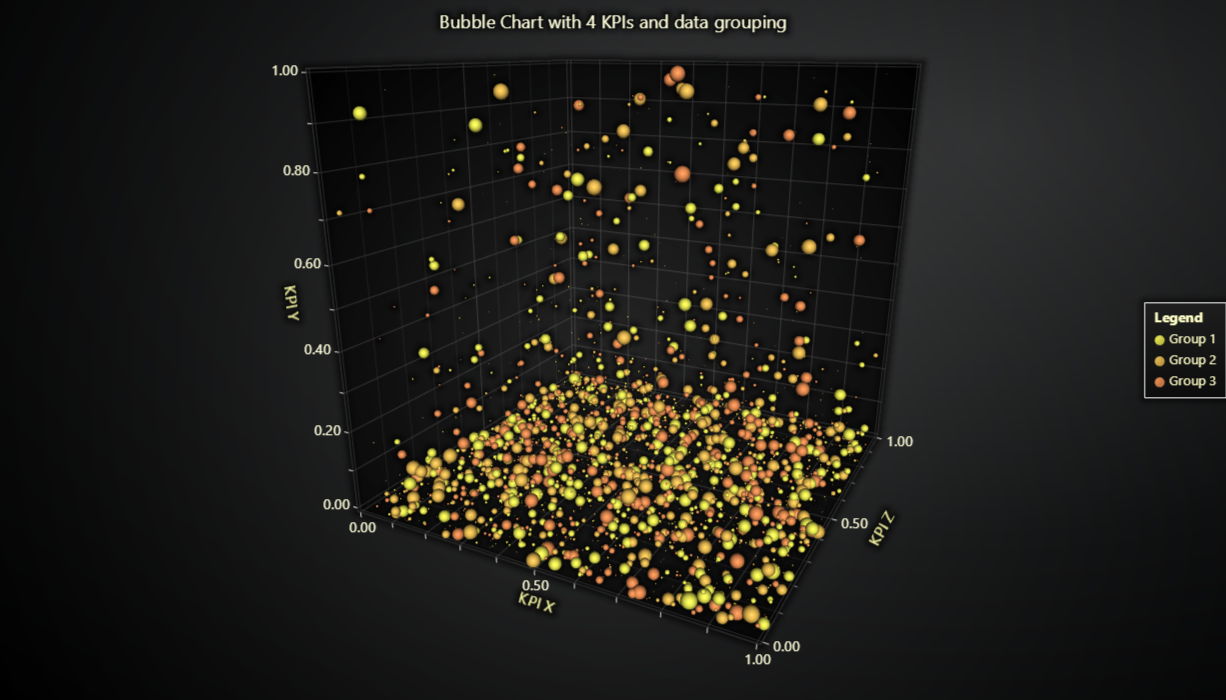 Bubble Chart with 4 KPIs and data grouping
1.00
0.80
0.60
KPI Y
0.40
0.20
0.00
0.00
0.50
KPI X
1.00
0.00
0.50
KPI Z
1.00
Legend
Group 1
Group 2
Group 3